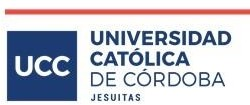 UCC
UNIVERSIDAD
CATÓLICA
DE CÓRDOBA
JESUITAS